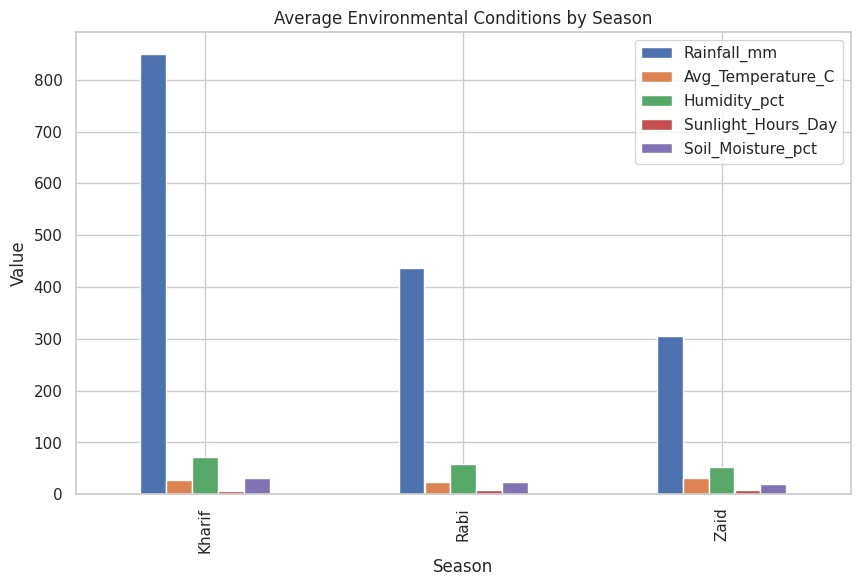 Average Environmental Conditions by Season
Rainfall_mm
Avg_Temperature_C
Humidity_pct
Sunlight_Hours_Day
Soil_Moisture_pct
Value
800
700
600
500
400
300
200
100
0
Kharif
Rabi
Zaid
Season